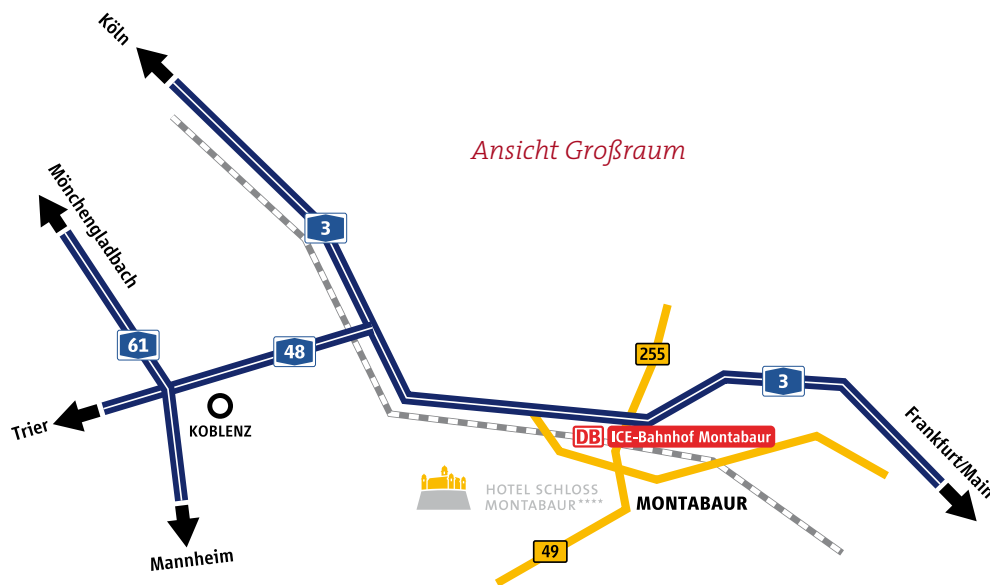 Köln
Ansicht Großraum
Mönchengladbach
3
61
48
255
3
Trier
KOBLENZ
DB ICE-Bahnhof Montabaur
Frankfurt/Main
HOTEL SCHLOSS
MONTABAUR****
MONTABAUR
49
Mannheim